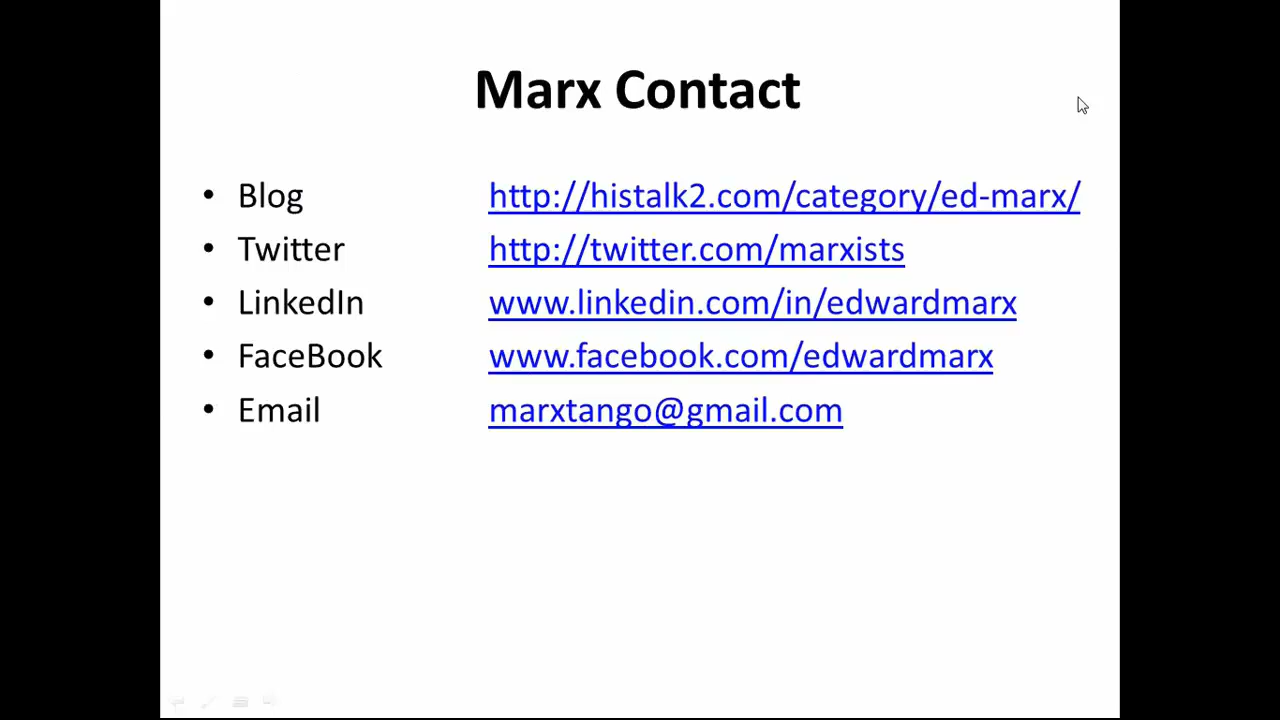 Marx Contact
• Blog http://histalk2.com/category/ed-marx/
• Twitter http://twitter.com/marxists
• LinkedIn www.linkedin.com/in/edwardmarx
• FaceBook www.facebook.com/edwardmarx
• Email marxtango@gmail.com